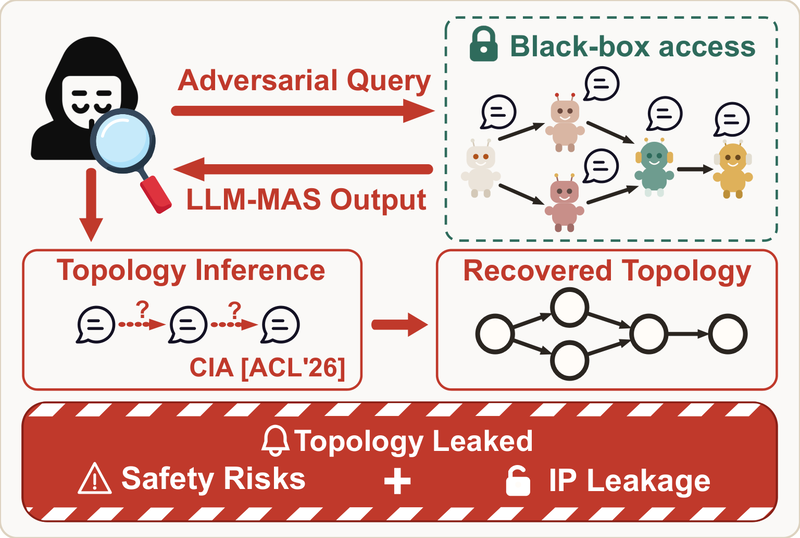 Black-box access
Adversarial Query
LLM-MAS Output
Topology Inference
? ?
CIA [ACL'26]
Recovered Topology
Topology Leaked
Safety Risks + IP Leakage